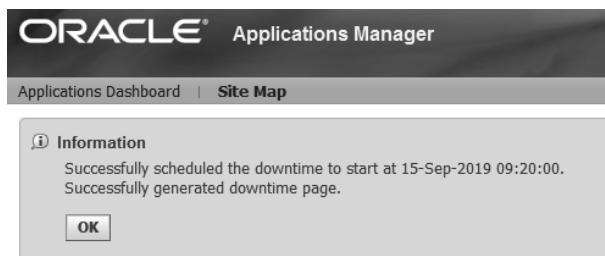 ORACLE® Applications Manager
Applications Dashboard | Site Map
Information
Successfully scheduled the downtime to start at 15-Sep-2019 09:20:00.
Successfully generated downtime page.
OK